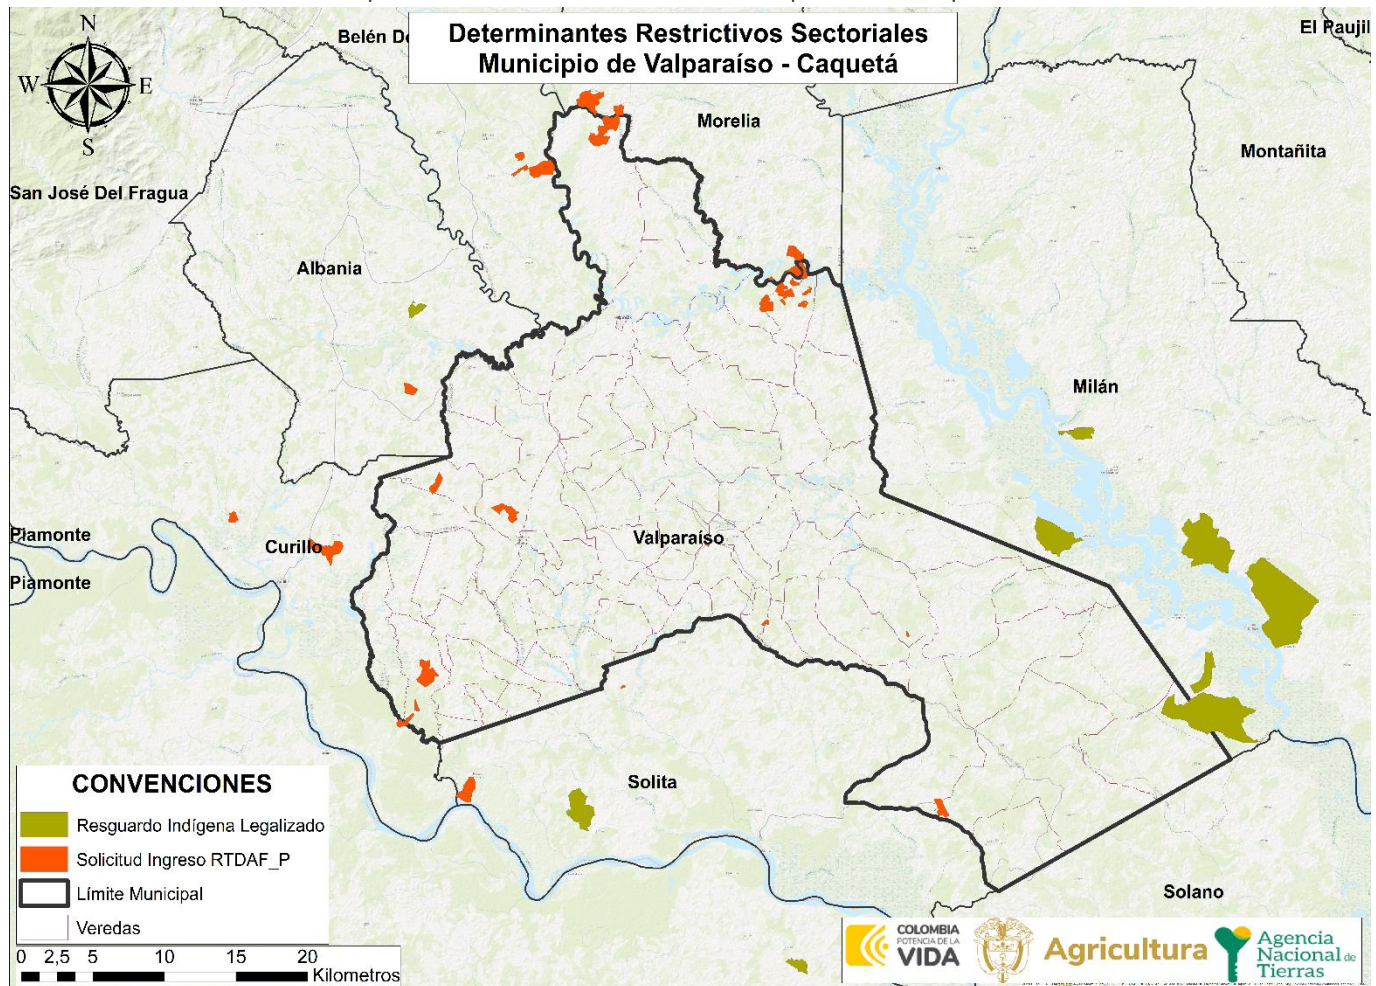 Determinantes Restrictivos Sectoriales
Municipio de Valparaíso - Caquetá
N
W
E
S
El Paujil
Morelia
Montañita
San José Del Fragua
Albania
Milán
Piamonte
Curillo
Valparaíso
Piamonte
Solita
Solano
CONVENCIONES
Resguardo Indígena Legalizado
Solicitud Ingreso RTDAF_P
Límite Municipal
Veredas
0 2,5 5 10 15 20
Kilometros
COLOMBIA
POTENCIA DE LA
VIDA
Agricultura
Agencia
Nacional de
Tierras